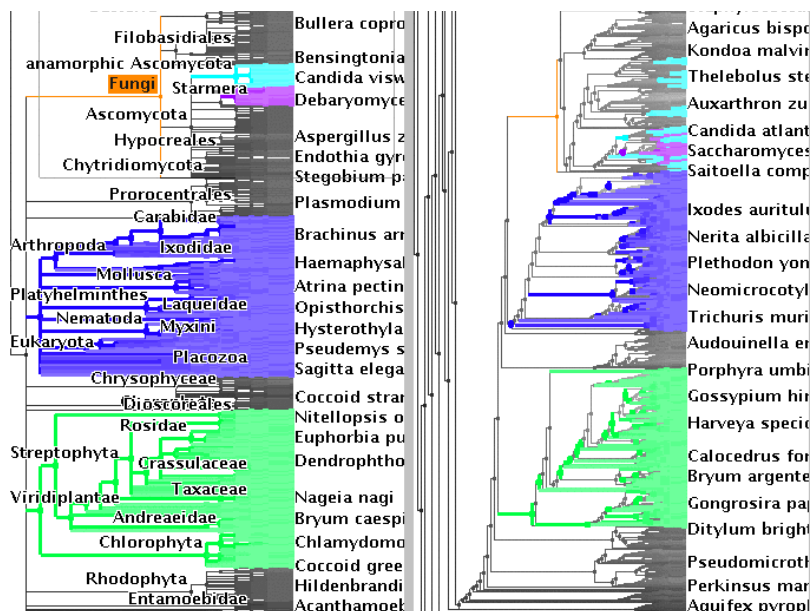 Bullera copro
Filobasidiales
Bensingtonia
anamorphic Ascomycota
Candida visw
Fungi
Starmera
Debaryomyce
Ascomycota
Aspergillus z
Hypocreales
Endothia gyr
Chytridiomycota
Stegobium p
Prorocentrales
Plasmodium
Carabidae
Brachinus arr
Arthropoda
Ixodidae
Haemaphysal
Mollusca
Atrina pectin
Platyhelminthes
Laqueidae
Opisthorchis
Nematoda
Myxini
Hysterothyla
Eukaryota
Pseudemys s
Placozoa
Sagitta elega
Chrysophyceae
Coccoid stran
Dioscoreales
Nitellopsis o
Rosidae
Euphorbia pu
Streptophyta
Crassulaceae
Dendrophtho
Taxaceae
Viridiplantae
Nageia nagi
Andreaeidae
Bryum caespi
Chlorophyta
Chlamydomo
Coccoid gree
Rhodophyta
Hildenbrandi
Entamoebidae
Acanthamoeb
Agaricus bispo
Kondoa malvir
Thelebolus ste
Auxarthron zu
Candida atlant
Saccharomyces
Saitoella comp
Ixodes auritulu
Nerita albicilla
Plethodon yon
Neomicrocotyl
Trichuris muri
Audouinella er
Porphyra umbi
Gossypium hir
Harveya specio
Calocedrus for
Bryum argente
Gongrosira pa
Ditylum bright
Pseudomicroth
Perkinsus mar
Aquifex pyrop